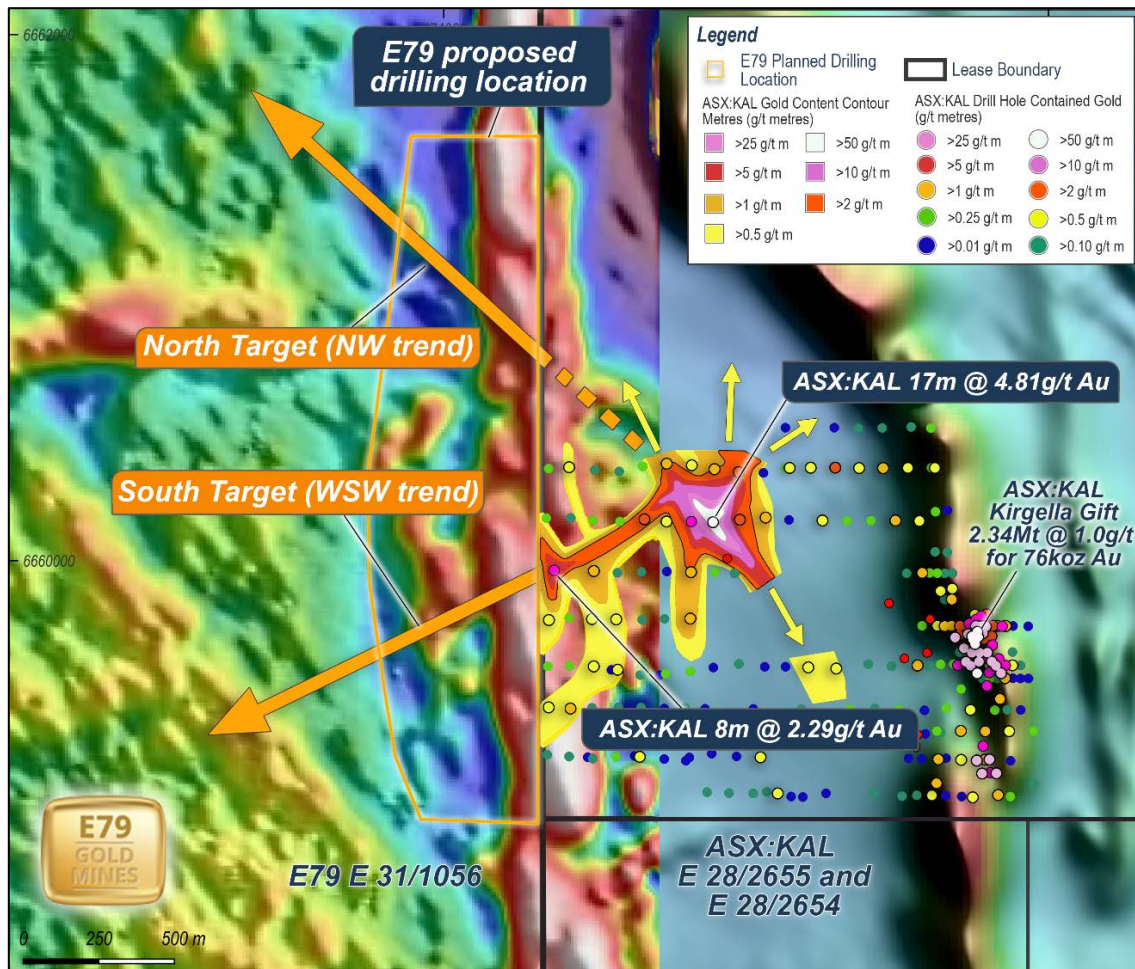 6662000
E79 proposed
drilling location
Legend
E79 Planned Drilling
Location
Lease Boundary
ASX:KAL Gold Content Contour
Metres (g/t metres)
>25 g/t m
>50 g/t m
>5 g/t m
>10 g/t m
>1 g/t m
>2 g/t m
>0.5 g/t m
ASX:KAL Drill Hole Contained Gold
(g/t metres)
>25 g/t m
>50 g/t m
>5 g/t m
>10 g/t m
>1 g/t m
>2 g/t m
>0.25 g/t m
>0.5 g/t m
>0.01 g/t m
>0.10 g/t m
North Target (NW trend)
ASX:KAL 17m @ 4.81g/t Au
South Target (WSW trend)
ASX:KAL
Kirgella Gift
2.34Mt @ 1.0g/t
for 76koz Au
6660000
ASX:KAL 8m @ 2.29g/t Au
E79
GOLD
MINES
E79 E 31/1056
ASX:KAL
E 28/2655 and
E 28/2654
0 250 500 m